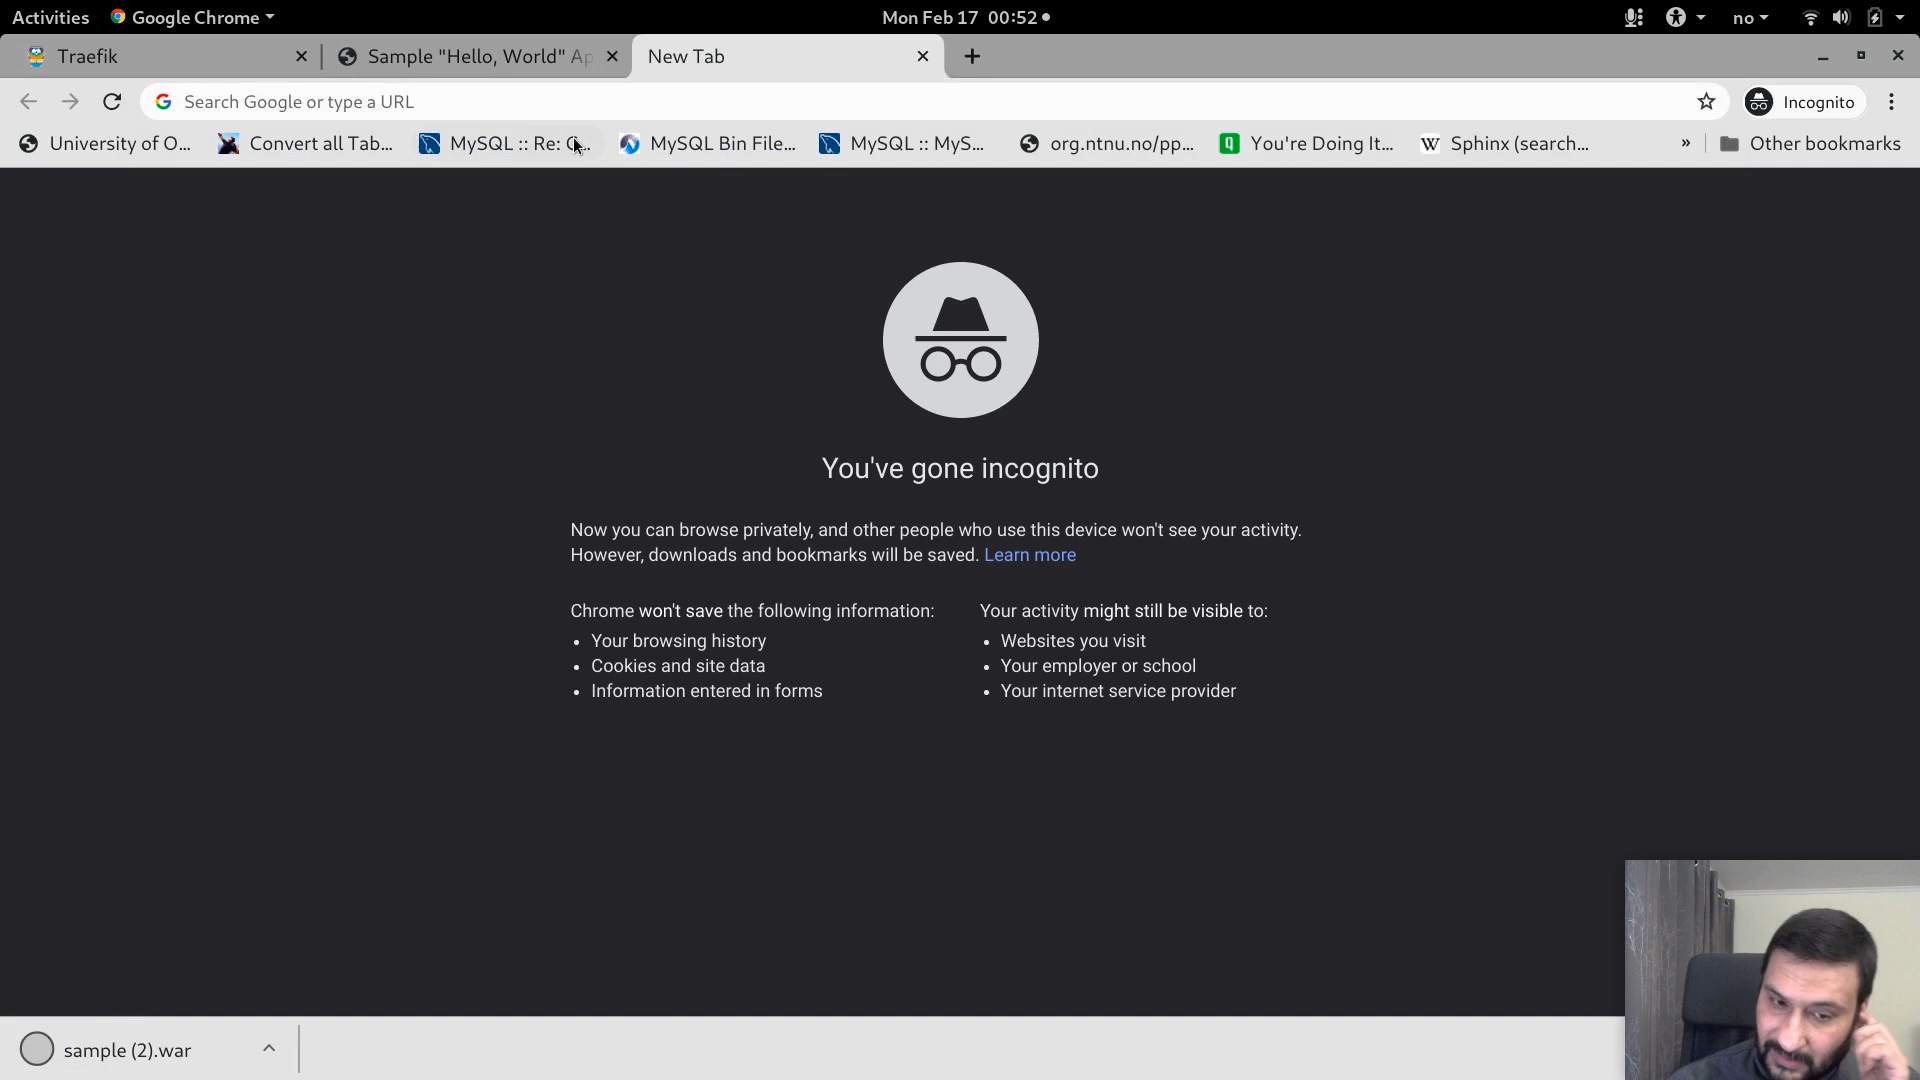 Activities
Google Chrome
Mon Feb 17 00:52
no
Traefik
Sample "Hello, World" Ap
New Tab
Search Google or type a URL
Incognito
University of O...
Convert all Tab...
MySQL :: Re: ...
MySQL Bin File...
MySQL :: MyS...
org.ntnu.no/pp...
You're Doing It...
Sphinx (search...
»
Other bookmarks
You've gone incognito
Now you can browse privately, and other people who use this device won't see your activity.
However, downloads and bookmarks will be saved. Learn more
Chrome won't save the following information:
• Your browsing history
• Cookies and site data
• Information entered in forms
Your activity might still be visible to:
• Websites you visit
• Your employer or school
• Your internet service provider
sample (2).war